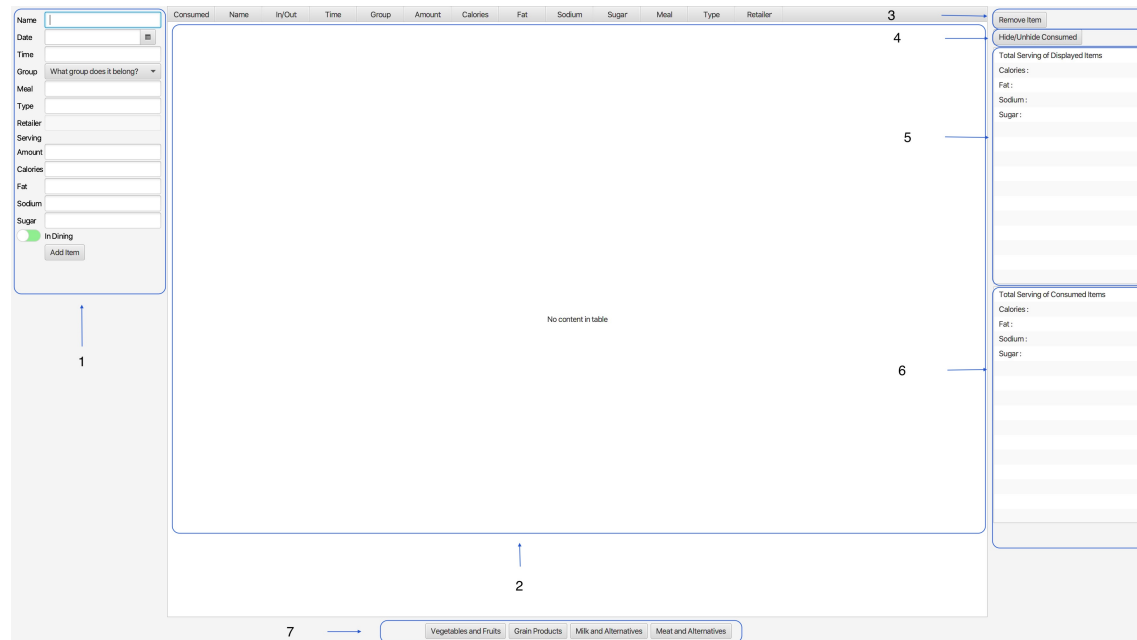 Name
Date
Time
Group What group does it belong?
Meal
Type
Retailer
Serving
Amount
Calories
Fat
Sodium
Sugar
In Dining
Add Item
1
Consumed Name In/Out Time Group Amount Calories Fat Sodium Sugar Meal Type Retailer
No content in table
2
3
Remove Item
4
Hide/Unhide Consumed
5
Total Serving of Displayed Items
Calories :
Fat :
Sodium :
Sugar :
6
Total Serving of Consumed Items
Calories :
Fat :
Sodium :
Sugar :
7
Vegetables and Fruits Grain Products Milk and Alternatives Meat and Alternatives